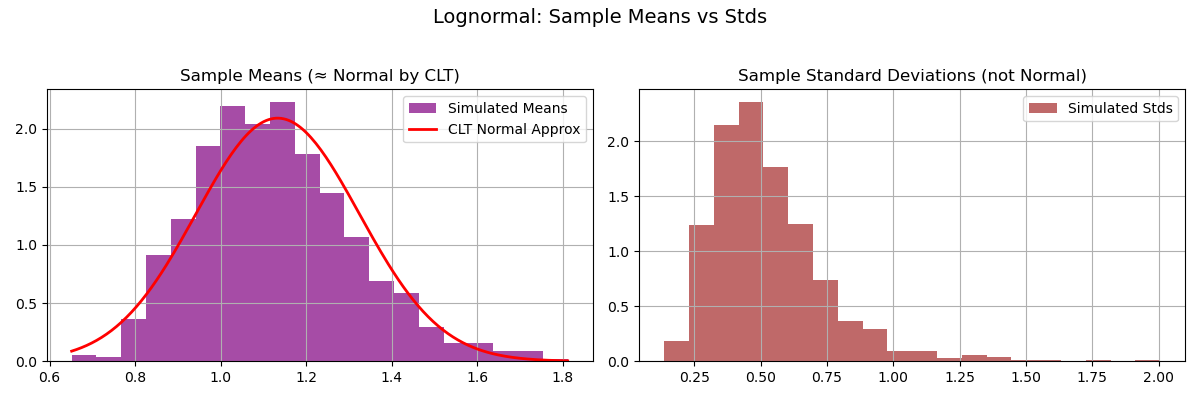 Lognormal: Sample Means vs Stds
Sample Means (≈ Normal by CLT)
Simulated Means
CLT Normal Approx
2.0
1.5
1.0
0.5
0.0
0.6 0.8 1.0 1.2 1.4 1.6 1.8
Sample Standard Deviations (not Normal)
Simulated Stds
2.0
1.5
1.0
0.5
0.0
0.25 0.50 0.75 1.00 1.25 1.50 1.75 2.00